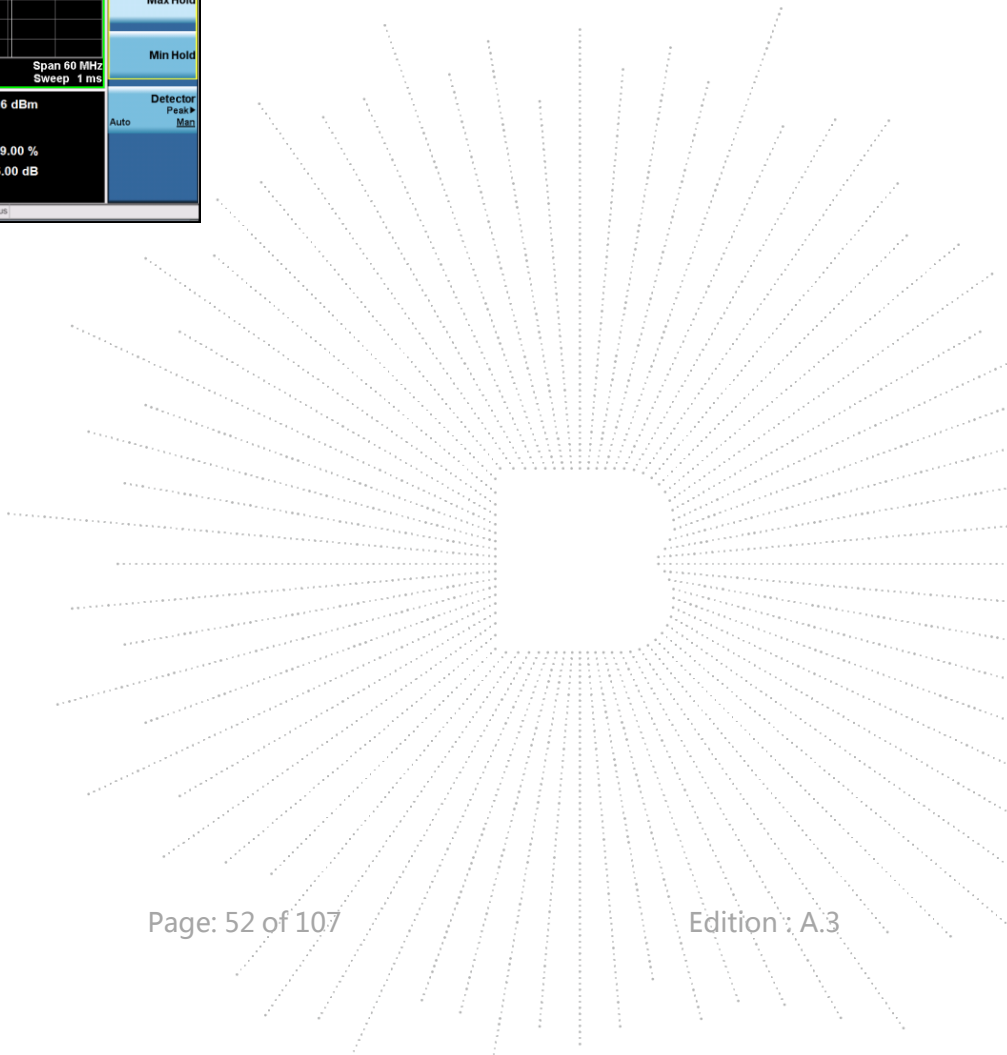 Max Hold
Min Hold
Span 60 MHz
Sweep 1 ms
6 dBm
Detector
Peak▶
Auto Man
9.00 %
.00 dB
Page: 52 of 107
Edition : A.3